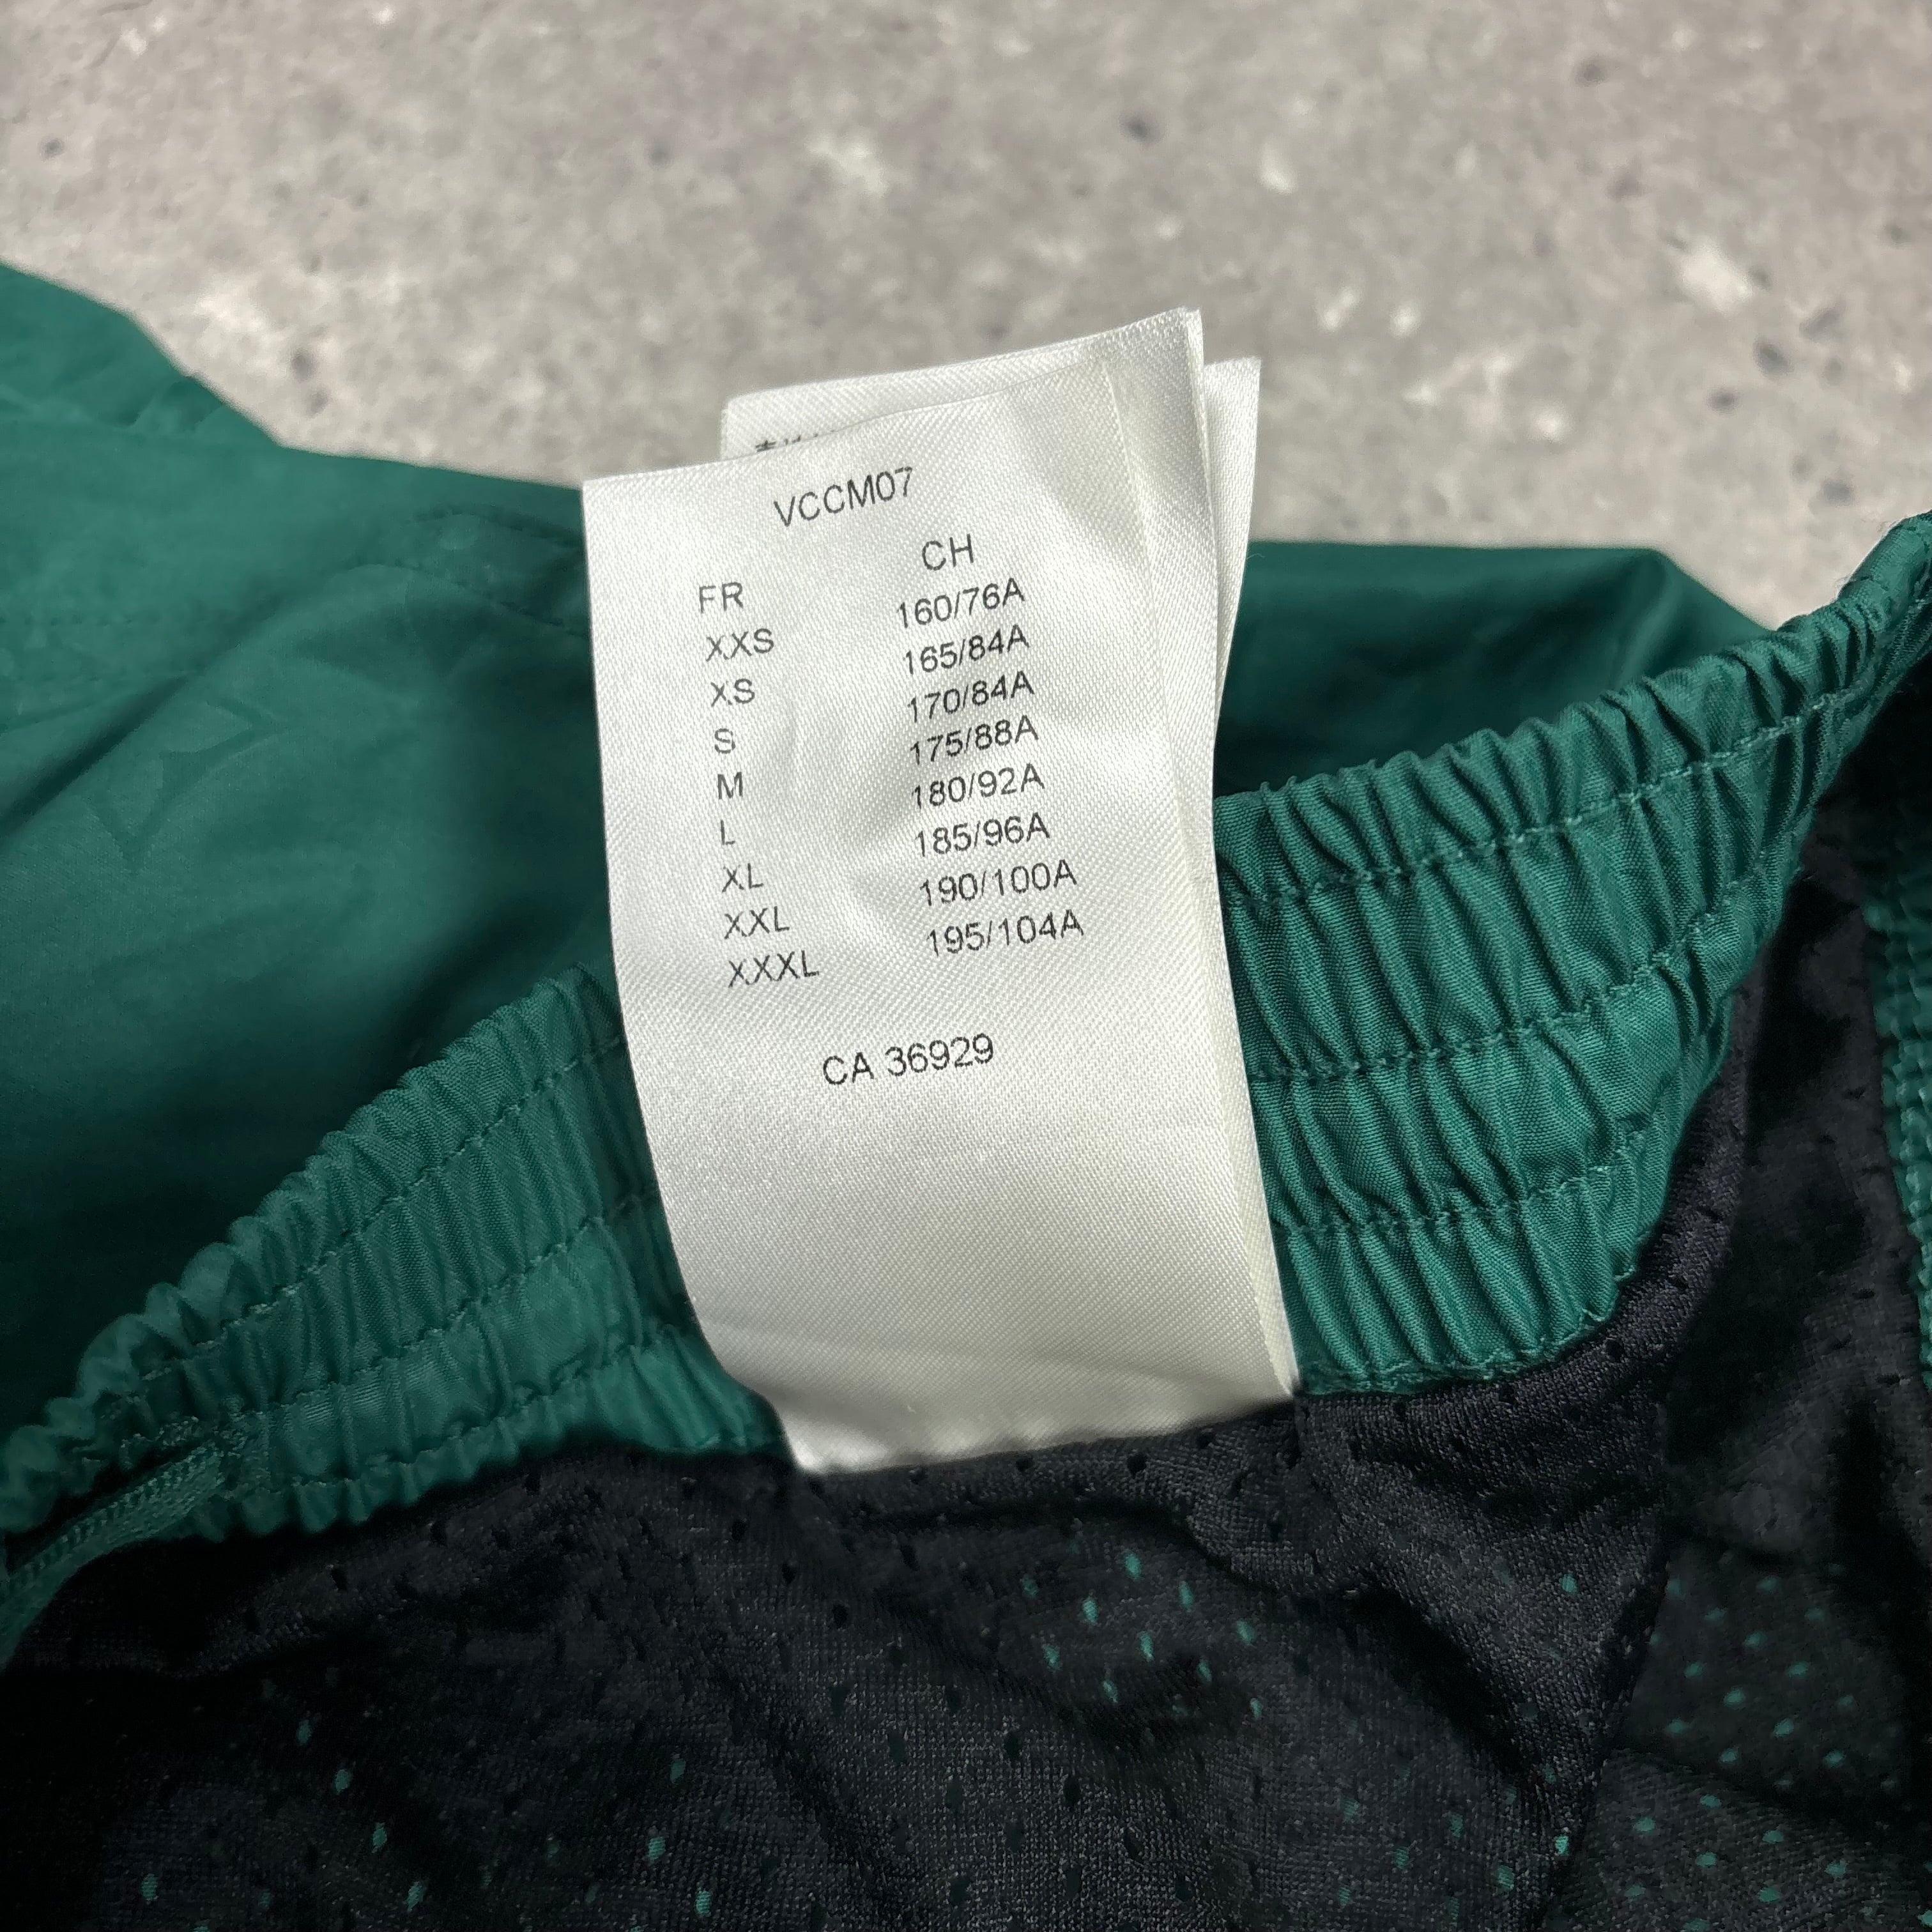 VCCM07
FR CH
XXS 160/76A
XS 165/84A
S 170/84A
M 175/88A
L 180/92A
XL 185/96A
XXL 190/100A
XXXL 195/104A
CA 36929